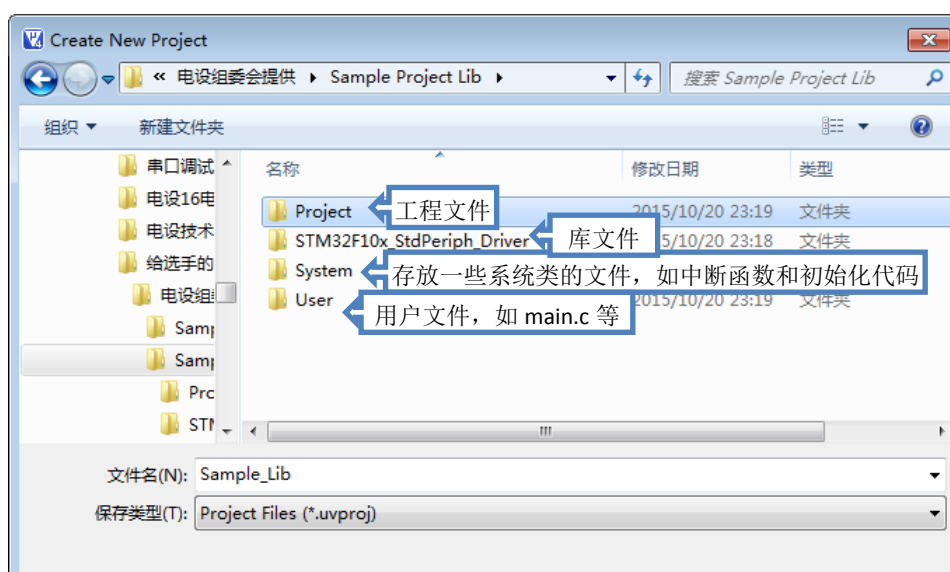 Create New Project
« 电设组委会提供 Sample Project Lib
搜索 Sample Project Lib
组织 新建文件夹
名称 修改日期 类型
串口调试
电设16电
电设技术
给选手的
电设组
Samp
Samp
Pro
STM
Project 工程文件 2015/10/20 23:19 文件夹
STM32F10x_StdPeriph_Driver 库文件 5/10/20 23:18 文件夹
System 存放一些系统类的文件，如中断函数和初始化代码
User 2015/10/20 23:19 文件夹
用户文件，如 main.c 等
文件名(N): Sample_Lib
保存类型(T): Project Files (*.uvproj)